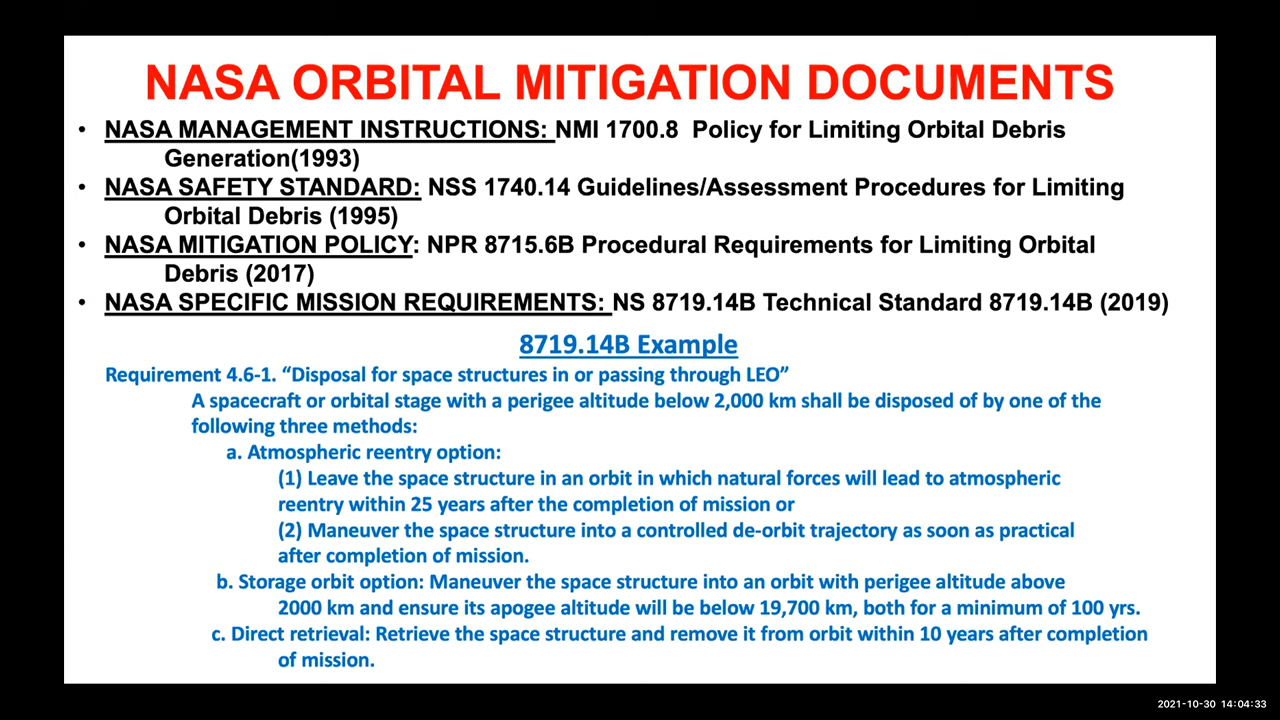 NASA ORBITAL MITIGATION DOCUMENTS
• NASA MANAGEMENT INSTRUCTIONS: NMI 1700.8 Policy for Limiting Orbital Debris
Generation(1993)
• NASA SAFETY STANDARD: NSS 1740.14 Guidelines/Assessment Procedures for Limiting
Orbital Debris (1995)
• NASA MITIGATION POLICY: NPR 8715.6B Procedural Requirements for Limiting Orbital
Debris (2017)
• NASA SPECIFIC MISSION REQUIREMENTS: NS 8719.14B Technical Standard 8719.14B (2019)
8719.14B Example
Requirement 4.6-1. “Disposal for space structures in or passing through LEO”
A spacecraft or orbital stage with a perigee altitude below 2,000 km shall be disposed of by one of the
following three methods:
a. Atmospheric reentry option:
(1) Leave the space structure in an orbit in which natural forces will lead to atmospheric
reentry within 25 years after the completion of mission or
(2) Maneuver the space structure into a controlled de-orbit trajectory as soon as practical
after completion of mission.
b. Storage orbit option: Maneuver the space structure into an orbit with perigee altitude above
2000 km and ensure its apogee altitude will be below 19,700 km, both for a minimum of 100 yrs.
c. Direct retrieval: Retrieve the space structure and remove it from orbit within 10 years after completion
of mission.
2021-10-30 14:04:33